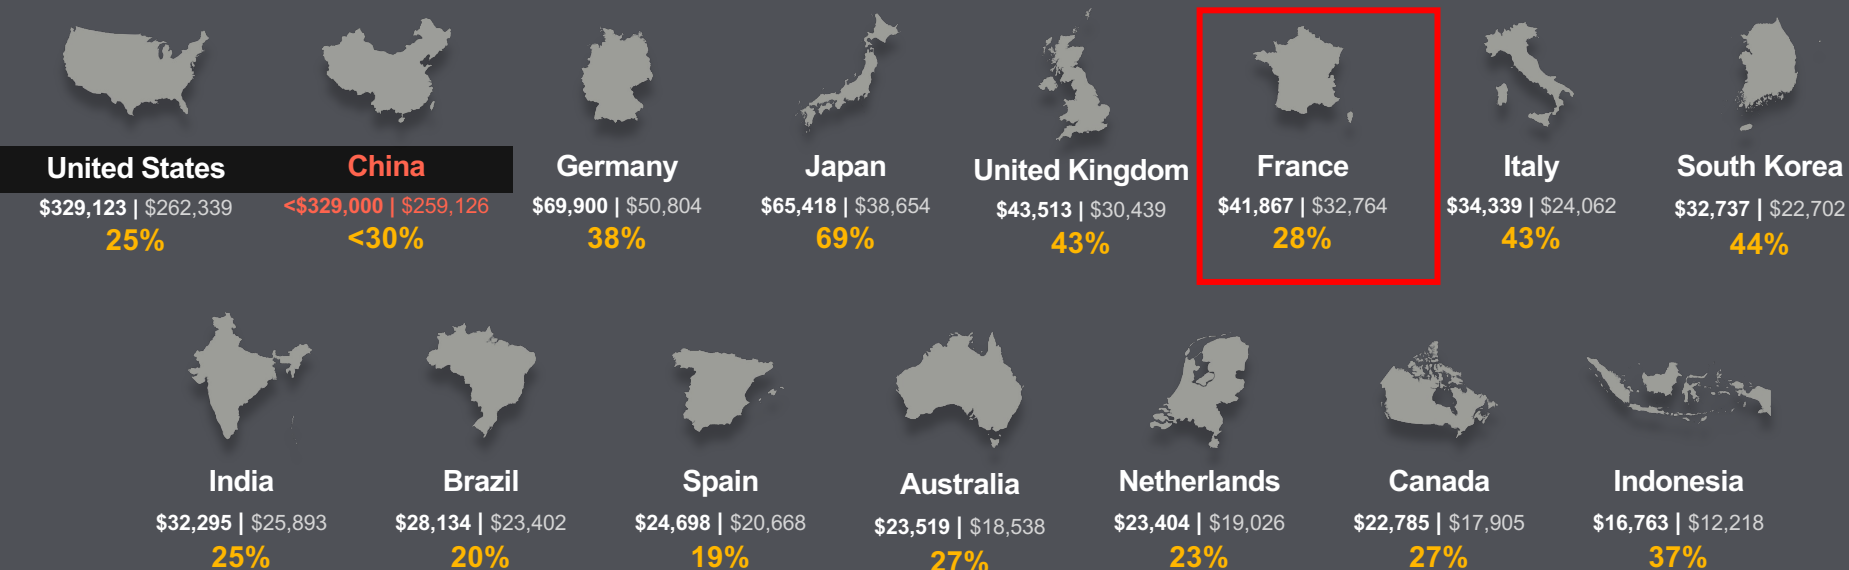 United States
$329,123 | $262,339
25%
China
<$329,000 | $259,126
<30%
Germany
$69,900 | $50,804
38%
Japan
$65,418 | $38,654
69%
United Kingdom
$43,513 | $30,439
43%
France
$41,867 | $32,764
28%
Italy
$34,339 | $24,062
43%
South Korea
$32,737 | $22,702
44%
India
$32,295 | $25,893
25%
Brazil
$28,134 | $23,402
20%
Spain
$24,698 | $20,668
19%
Australia
$23,519 | $18,538
27%
Netherlands
$23,404 | $19,026
23%
Canada
$22,785 | $17,905
27%
Indonesia
$16,763 | $12,218
37%